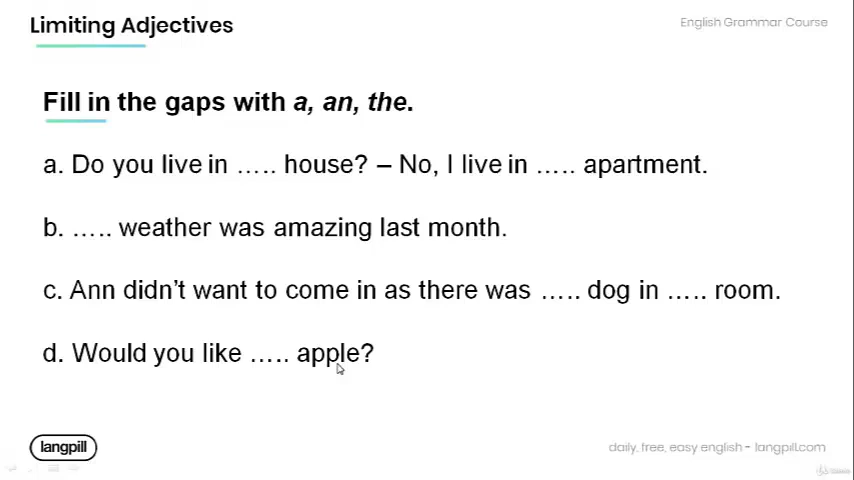 Limiting Adjectives
English Grammar Course
Fill in the gaps with a, an, the.
a. Do you live in ..... house? – No, I live in ..... apartment.
b. ..... weather was amazing last month.
c. Ann didn't want to come in as there was ..... dog in ..... room.
d. Would you like ..... apple?
langpill
daily, free, easy english - langpill.com